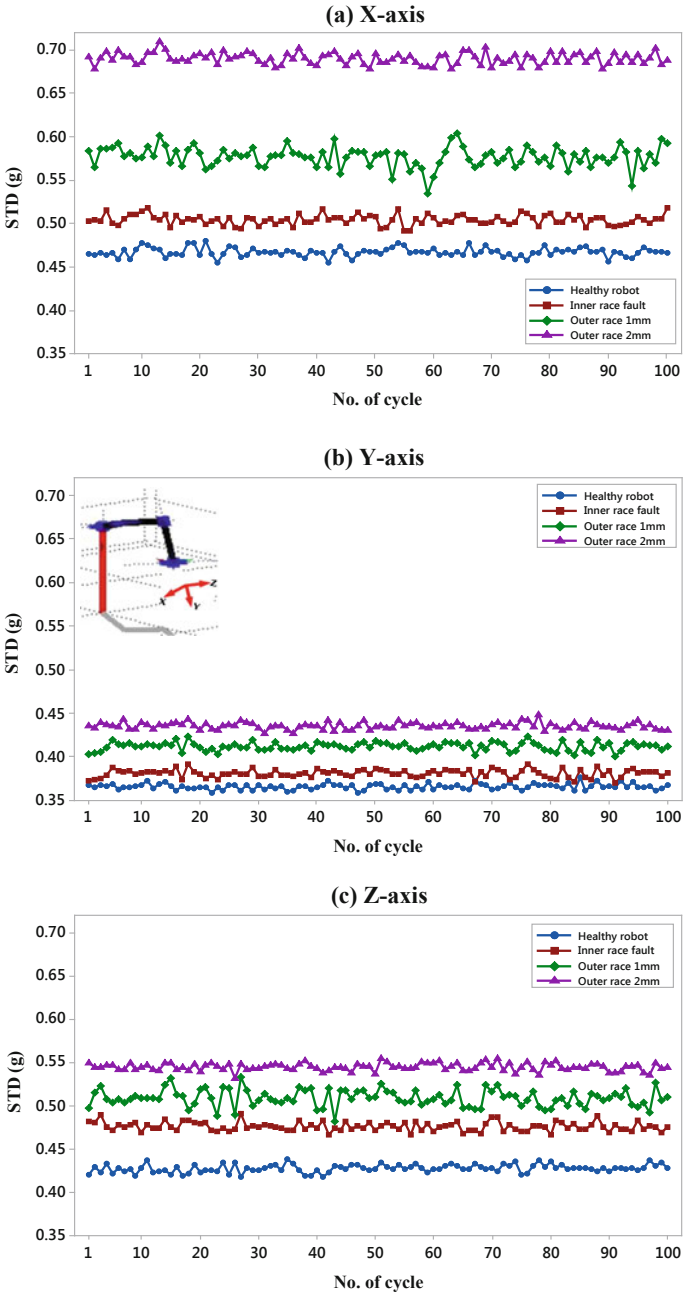 (a) X-axis
0.70
0.65
0.60
0.55
0.50
0.45
0.40
0.35
STD (g)
Healthy robot
Inner race fault
Outer race 1mm
Outer race 2mm
1 10 20 30 40 50 60 70 80 90 100
No. of cycle
(b) Y-axis
0.70
0.65
0.60
0.55
0.50
0.45
0.40
0.35
STD (g)
Healthy robot
Inner race fault
Outer race 1mm
Outer race 2mm
X Y Z
1 10 20 30 40 50 60 70 80 90 100
No. of cycle
(c) Z-axis
0.70
0.65
0.60
0.55
0.50
0.45
0.40
0.35
STD (g)
Healthy robot
Inner race fault
Outer race 1mm
Outer race 2mm
1 10 20 30 40 50 60 70 80 90 100
No. of cycle